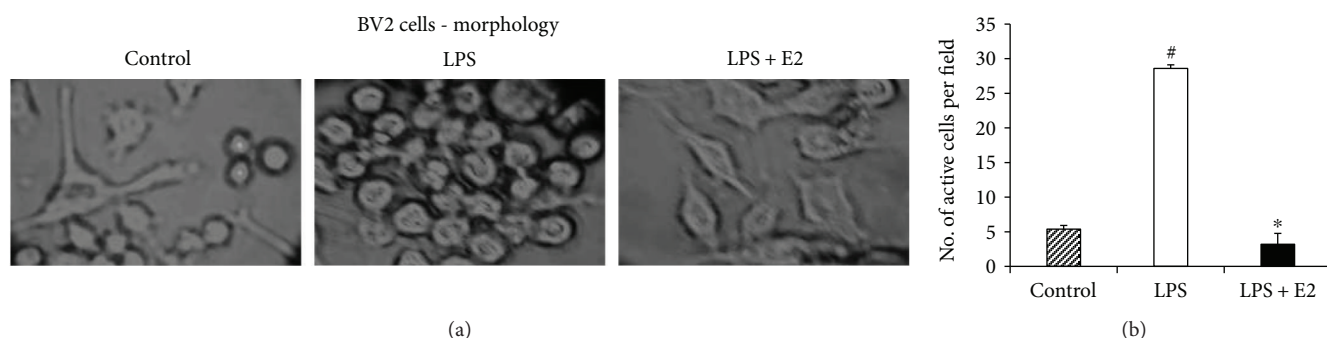 BV2 cells - morphology
Control
LPS
LPS + E2
(a)
No. of active cells per field
35
30
25
20
15
10
5
0
#
*
Control
LPS
LPS + E2
(b)